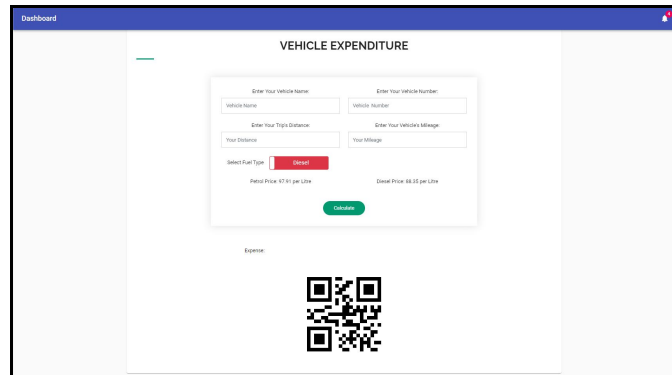 Dashboard
4
VEHICLE EXPENDITURE
Enter Your Vehicle Name:
Enter Your Vehicle Number:
Vehicle Name
Vehicle Number
Enter Your Trip's Distance:
Enter Your Vehicle's Mileage:
Your Distance
Your Mileage
Select Fuel Type
Diesel
Petrol Price: 97.91 per Litre
Diesel Price: 88.35 per Litre
Calculate
Expense: